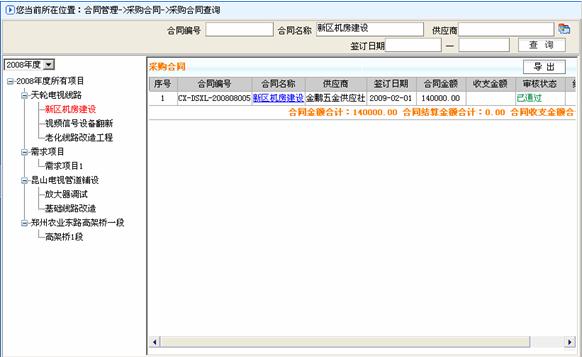 您当前所在位置：合同管理->采购合同->采购合同查询
合同编号 合同名称 新区机房建设 供应商
签订日期 — 查 询
2008年度
2008年度所有项目
天轮电视线路
新区机房建设
视频信号设备翻新
老化线路改造工程
需求项目
需求项目1
昆山电视管道铺设
放大器调试
基础线路改造
郑州农业东路高架桥一段
高架桥1段
采购合同 导 出
序号 合同编号 合同名称 供应商 签订日期 合同金额 收支金额 审核状态
1 CX-DSXL-200808005 新区机房建设 金鹏五金供应社 2009-02-01 140000.00 已通过
合同金额合计：140000.00 合同结算金额合计：0.00 合同收支金额合